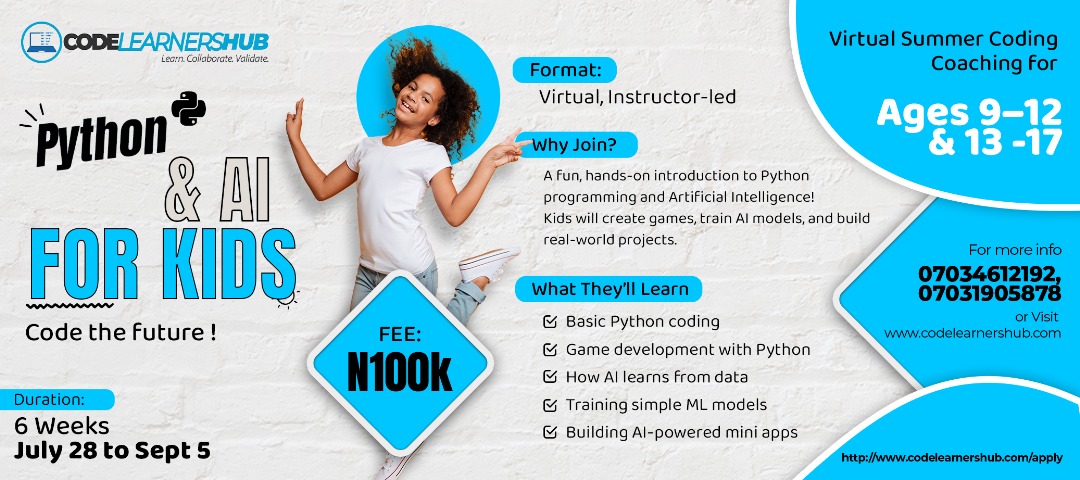 CODELEARNERSHUB
Learn. Collaborate. Validate.
Python
& AI
FOR KIDS
Code the future !
Duration:
6 Weeks
July 28 to Sept 5
FEE:
N100k
Format:
Virtual, Instructor-led
Why Join?
A fun, hands-on introduction to Python
programming and Artificial Intelligence!
Kids will create games, train AI models, and build
real-world projects.
What They'll Learn
Basic Python coding
Game development with Python
How AI learns from data
Training simple ML models
Building AI-powered mini apps
Virtual Summer Coding
Coaching for
Ages 9–12
& 13 -17
For more info
07034612192,
07031905878
or Visit
www.codelearnershub.com
http://www.codelearnershub.com/apply